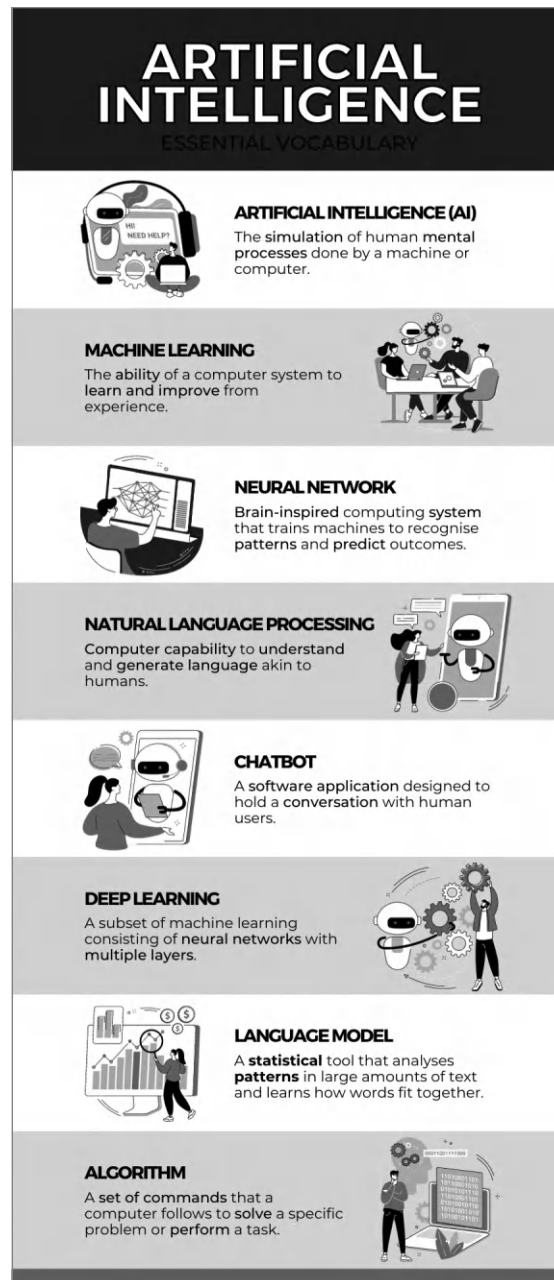 ARTIFICIAL
INTELLIGENCE
ESSENTIAL VOCABULARY
HI!
NEED HELP?
ARTIFICIAL INTELLIGENCE (AI)
The simulation of human mental
processes done by a machine or
computer.
MACHINE LEARNING
The ability of a computer system to
learn and improve from
experience.
NEURAL NETWORK
Brain-inspired computing system
that trains machines to recognise
patterns and predict outcomes.
NATURAL LANGUAGE PROCESSING
Computer capability to understand
and generate language akin to
humans.
CHATBOT
A software application designed to
hold a conversation with human
users.
DEEP LEARNING
A subset of machine learning
consisting of neural networks with
multiple layers.
$ $
$
LANGUAGE MODEL
A statistical tool that analyses
patterns in large amounts of text
and learns how words fit together.
ALGORITHM
A set of commands that a
computer follows to solve a specific
problem or perform a task.